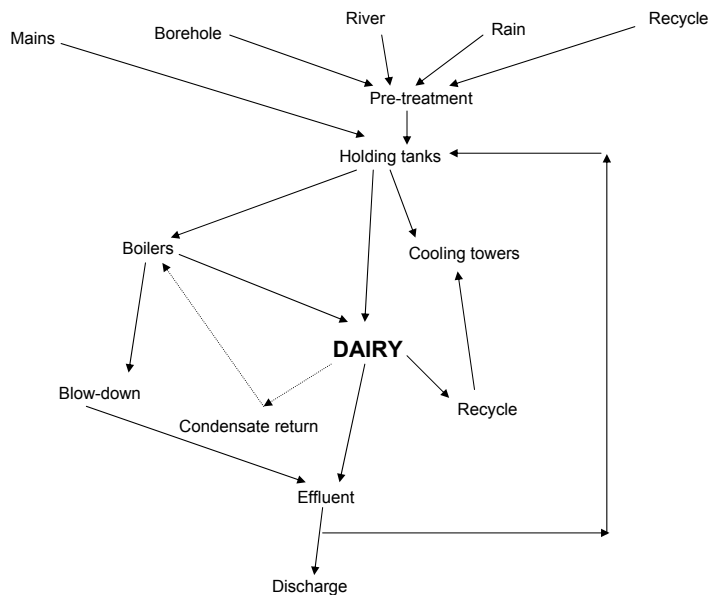 River
Recycle
Mains
Borehole
Rain
Pre-treatment
Holding tanks
Boilers
Cooling towers
DAIRY
Blow-down
Recycle
Condensate return
Effluent
Discharge